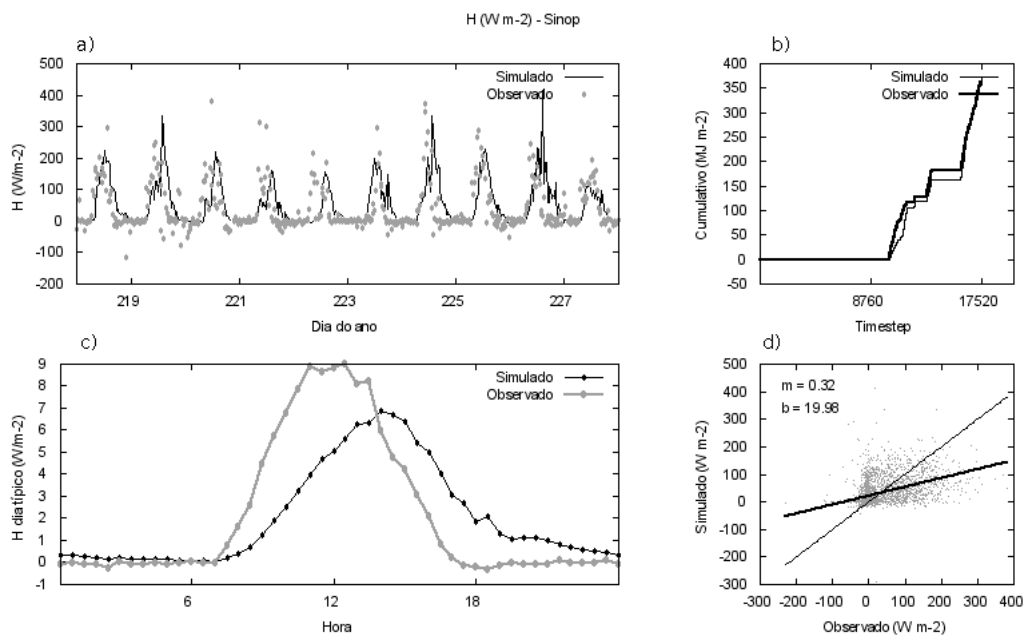 H (W m-2) - Sinop
a)
H (W/m-2)
500
400
300
200
100
0
-100
-200
Simulado
Observado
219
221
223
225
227
Dia do ano
b)
Cumulativo (MJ m-2)
400
350
300
250
200
150
100
50
0
-50
Simulado
Observado
8760
17520
Timestep
c)
H dia típico (W/m-2)
9
8
7
6
5
4
3
2
1
0
-1
Simulado
Observado
6
12
18
Hora
d)
Simulado (W m-2)
500
400
300
200
100
0
-100
-200
-300
m = 0.32
b = 19.98
-300
-200
-100
0
100
200
300
400
Observado (W m-2)